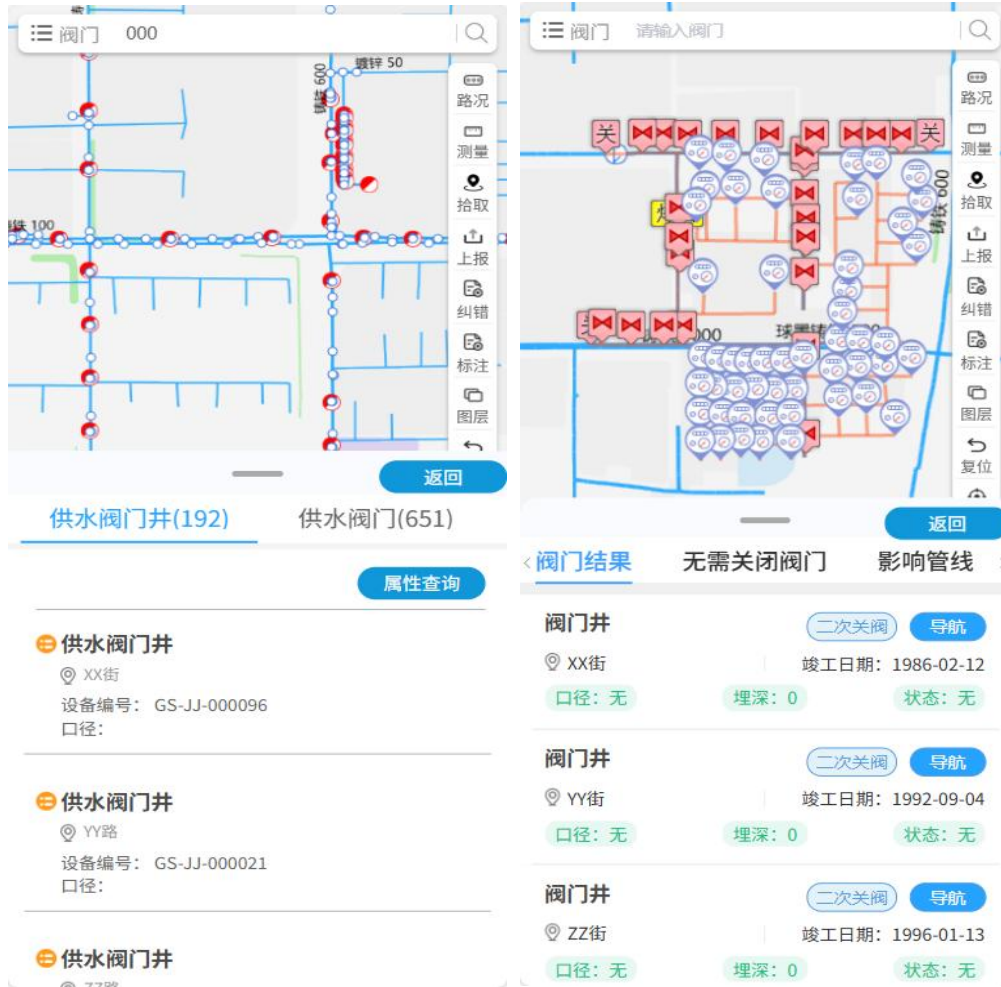 阀门 000
镀锌 50
铸铁 600
路况
测量
拾取
铁 100
上报
纠错
标注
图层
返回
供水阀门井(192) 供水阀门(651)
属性查询
供水阀门井
XX街
设备编号： GS-JJ-000096
口径：
供水阀门井
YY路
设备编号： GS-JJ-000021
口径：
供水阀门井
阀门 请输入阀门
路况
关 关
测量
铸铁 600
拾取
上报
纠错
标注
图层
复位
返回
阀门结果 无需关闭阀门 影响管线
阀门井 二次关阀 导航
XX街 竣工日期：1986-02-12
口径：无 埋深：0 状态：无
阀门井 二次关阀 导航
YY街 竣工日期：1992-09-04
口径：无 埋深：0 状态：无
阀门井 二次关阀 导航
ZZ街 竣工日期：1996-01-13
口径：无 埋深：0 状态：无